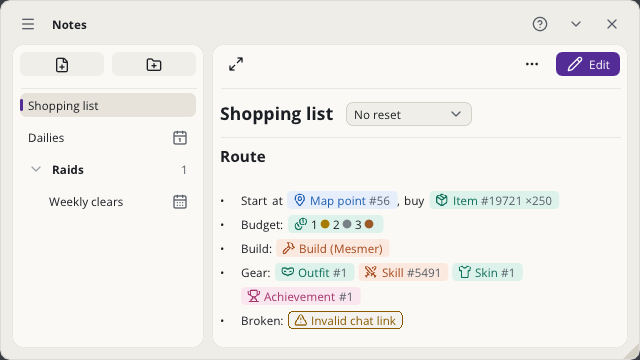 Notes
Edit
Shopping list
Dailies
Raids 1
Weekly clears
Shopping list No reset
Route
• Start at Map point #56 , buy Item #19721 ×250
• Budget: 1 2 3
• Build: Build (Mesmer)
• Gear: Outfit #1 Skill #5491 Skin #1
Achievement #1
• Broken: Invalid chat link